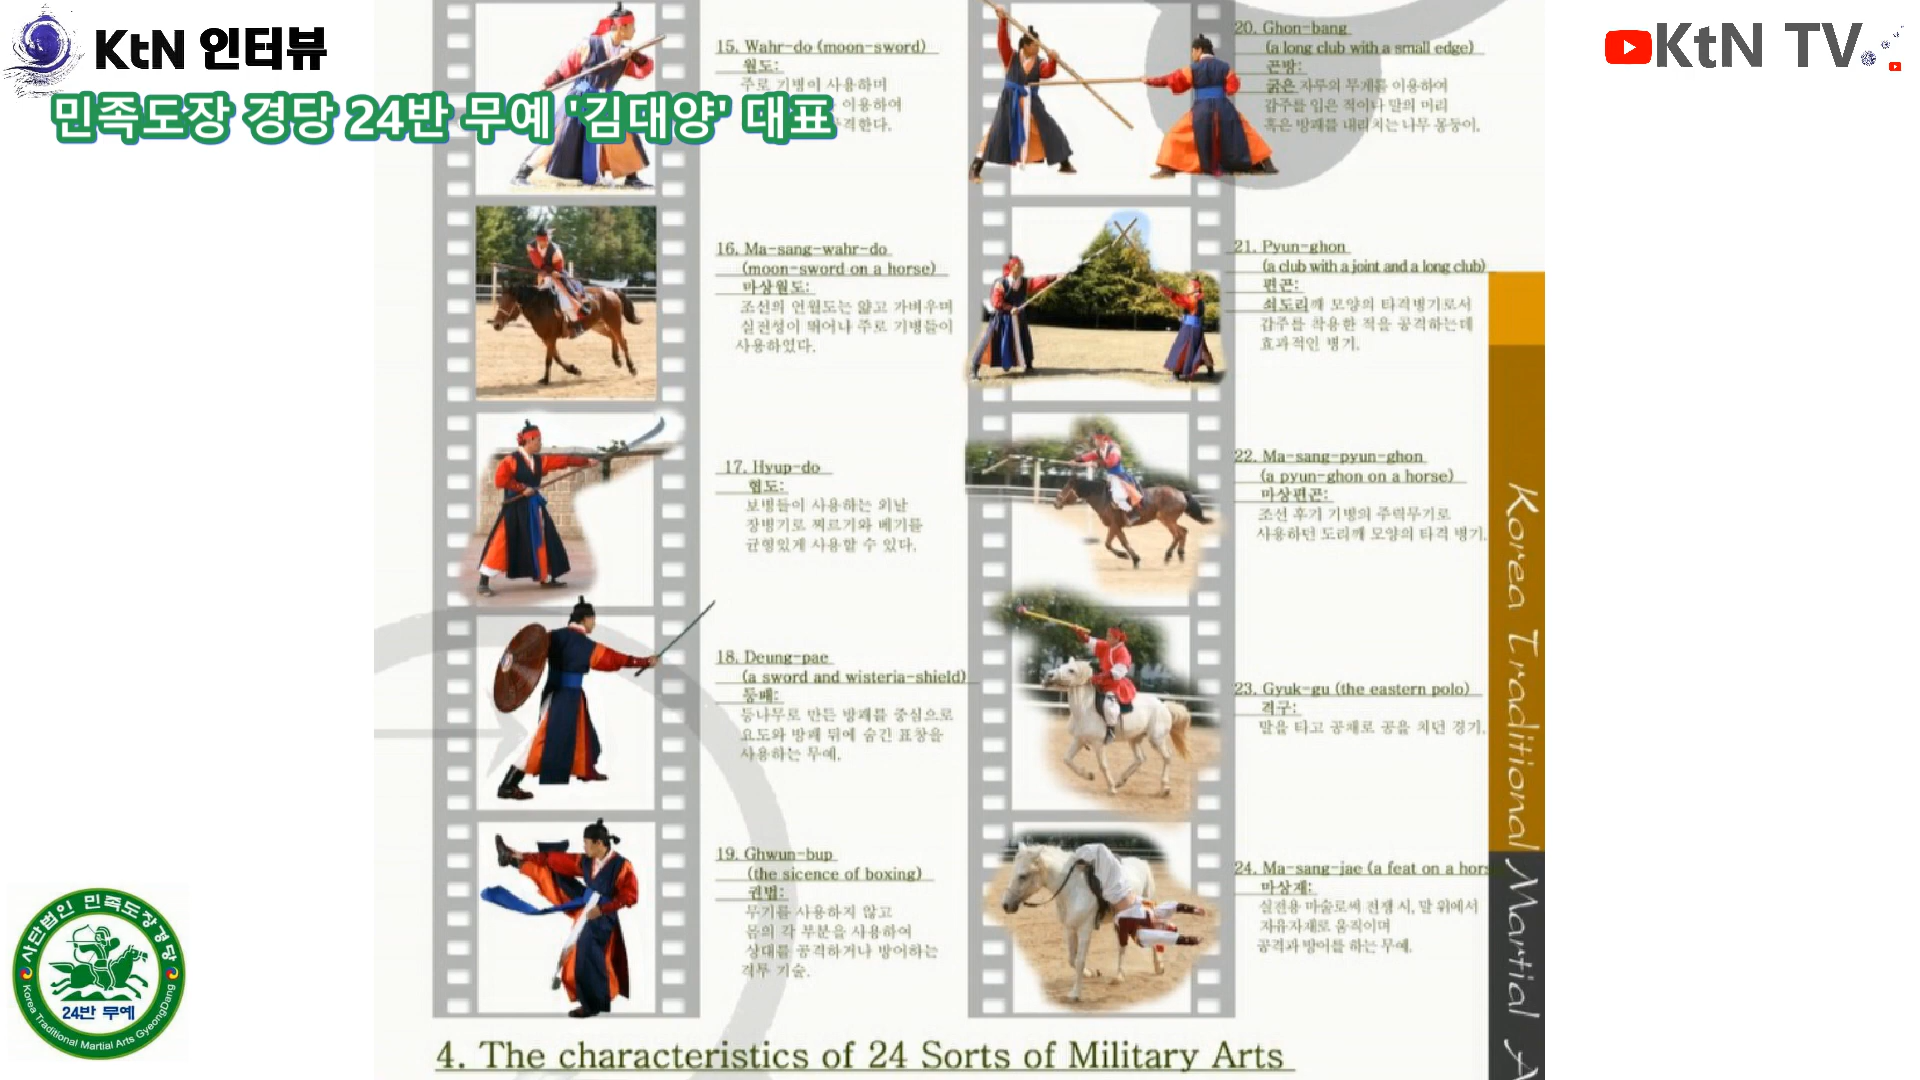 KtN 인터뷰
민족도장 경당 24반 무예 '김대양' 대표
KtN TV
15. Wahr-do (moon-sword)
월도:
주로 기병이 사용하며
이용하여
공격한다.
16. Ma-sang-wahr-do
(moon-sword on a horse)
마상월도:
조선의 언월도는 얇고 가벼우며
실전성이 뛰어나 주로 기병들이
사용하였다.
17. Hyup-do
협도:
보병들이 사용하는 외날
장병기로 찌르기와 베기를
균형있게 사용할 수 있다.
18. Deung-pae
(a sword and wisteria-shield)
등패:
등나무로 만든 방패를 중심으로
요도와 방패 뒤에 숨긴 표창을
사용하는 무예.
19. Ghwun-bup
(the sicence of boxing)
권법:
무기를 사용하지 않고
몸의 각 부분을 사용하여
상대를 공격하거나 방어하는
격투 기술.
20. Ghon-bang
(a long club with a small edge)
곤방:
굵은 자루의 무게를 이용하여
갑주를 입은 적이나 말의 머리
혹은 방패를 내리치는 나무 몽둥이.
21. Pyun-ghon
(a club with a joint and a long club)
편곤:
쇠도리깨 모양의 타격병기로서
갑주를 착용한 적을 공격하는데
효과적인 병기.
22. Ma-sang-pyun-ghon
(a pyun-ghon on a horse)
마상편곤:
조선 후기 기병의 주력무기로
사용하던 도리깨 모양의 타격 병기.
23. Gyuk-gu (the eastern polo)
격구:
말을 타고 공채로 공을 치던 경기.
24. Ma-sang-jae (a feat on a hors
마상재:
실전용 마술로써 전쟁 시, 말 위에서
자유자재로 움직이며
공격과 방어를 하는 무예.
4. The characteristics of 24 Sorts of Military Arts
Korea Traditional Martial A
사단법인 민족도장경당
24반 무예
Korea Traditional Martial Arts GyeongDang